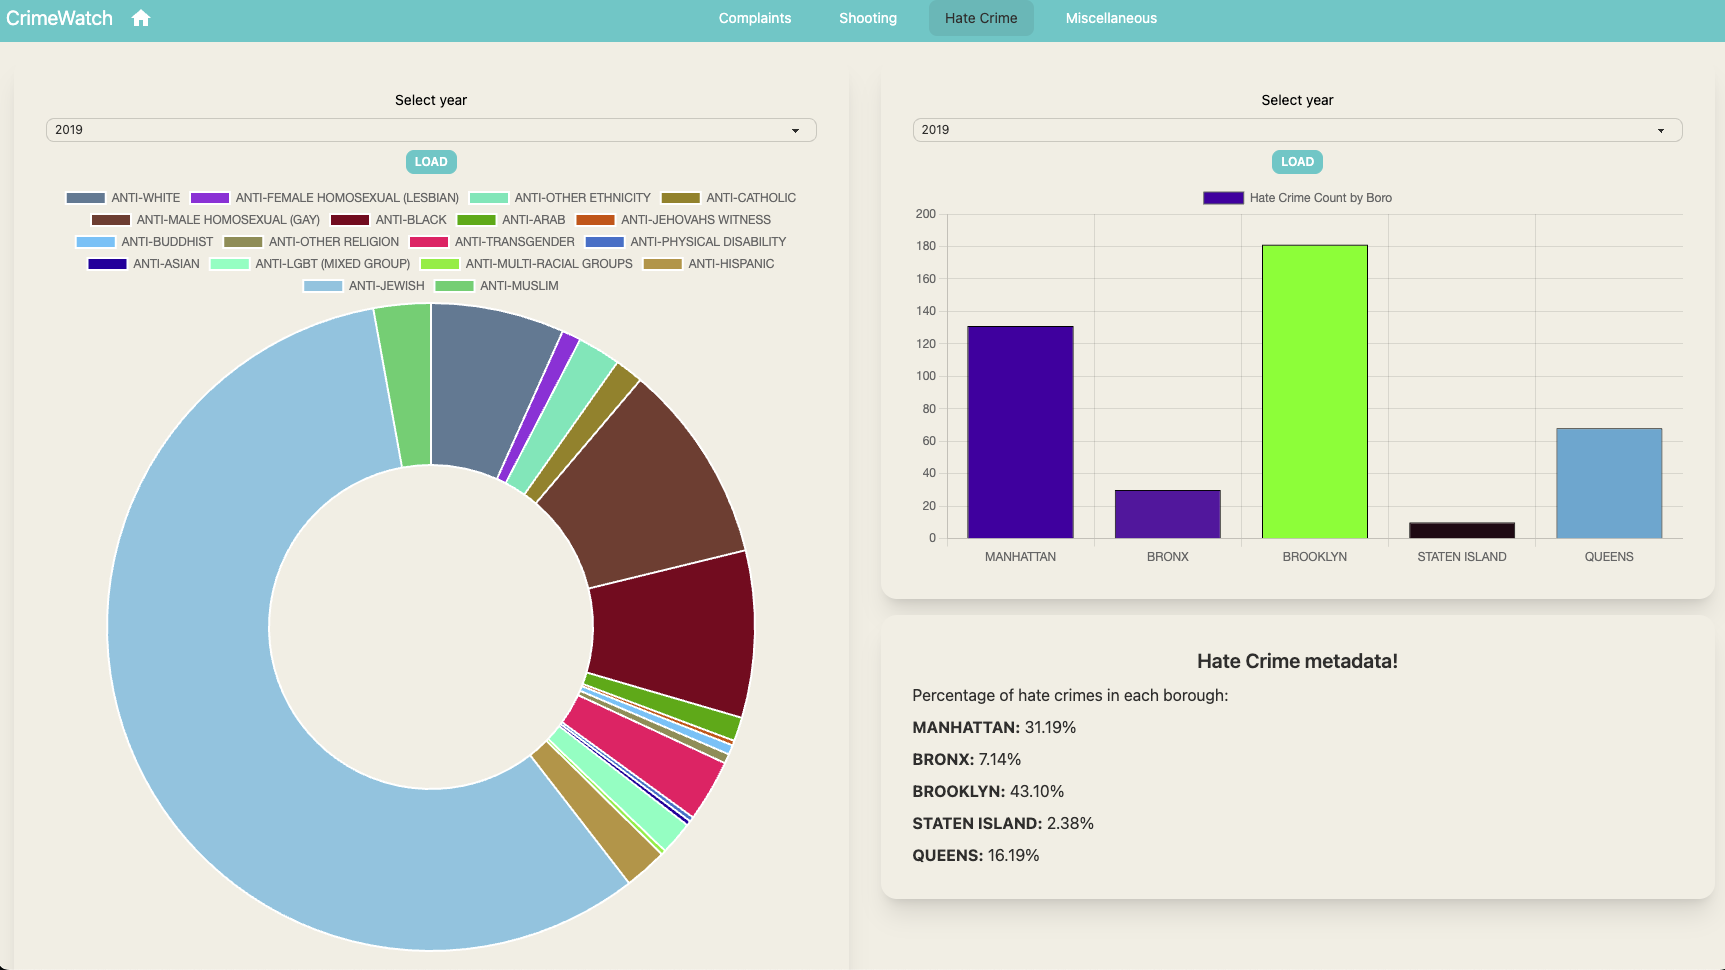 CrimeWatch
Complaints Shooting Hate Crime Miscellaneous
Select year
2019
LOAD
ANTI-WHITE ANTI-FEMALE HOMOSEXUAL (LESBIAN) ANTI-OTHER ETHNICITY ANTI-CATHOLIC
ANTI-MALE HOMOSEXUAL (GAY) ANTI-BLACK ANTI-ARAB ANTI-JEHOVAHS WITNESS
ANTI-BUDDHIST ANTI-OTHER RELIGION ANTI-TRANSGENDER ANTI-PHYSICAL DISABILITY
ANTI-ASIAN ANTI-LGBT (MIXED GROUP) ANTI-MULTI-RACIAL GROUPS ANTI-HISPANIC
ANTI-JEWISH ANTI-MUSLIM
Select year
2019
LOAD
Hate Crime Count by Boro
200
180
160
140
120
100
80
60
40
20
0
MANHATTAN BRONX BROOKLYN STATEN ISLAND QUEENS
Hate Crime metadata!
Percentage of hate crimes in each borough:
MANHATTAN: 31.19%
BRONX: 7.14%
BROOKLYN: 43.10%
STATEN ISLAND: 2.38%
QUEENS: 16.19%